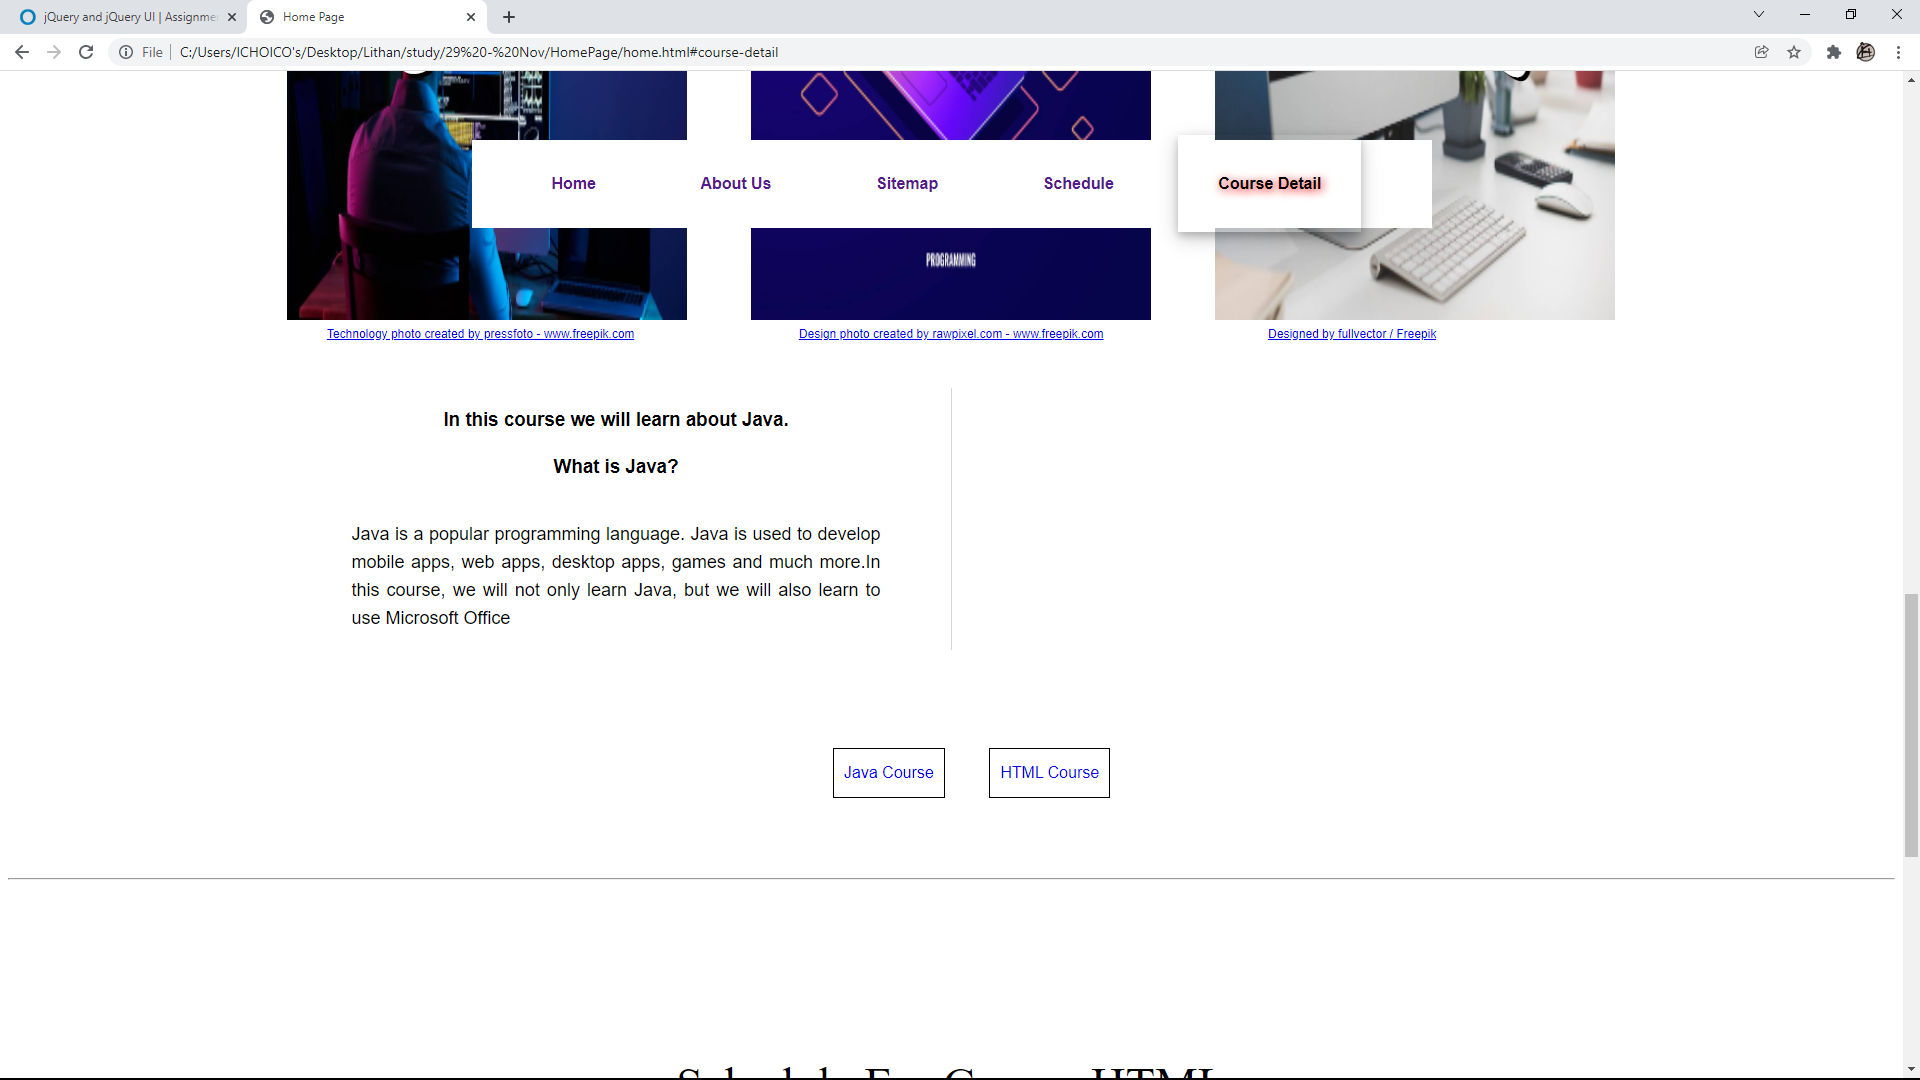 jQuery and jQuery UI | Assignme
Home Page
File
C:/Users/ICHOICO's/Desktop/Lithan/study/29%20-%20Nov/HomePage/home.html#course-detail
Home
About Us
Sitemap
Schedule
Course Detail
PROGRAMMING
Technology photo created by pressfoto - www.freepik.com
Design photo created by rawpixel.com - www.freepik.com
Designed by fullvector / Freepik
In this course we will learn about Java.
What is Java?
Java is a popular programming language. Java is used to develop
mobile apps, web apps, desktop apps, games and much more.In
this course, we will not only learn Java, but we will also learn to
use Microsoft Office
Java Course
HTML Course